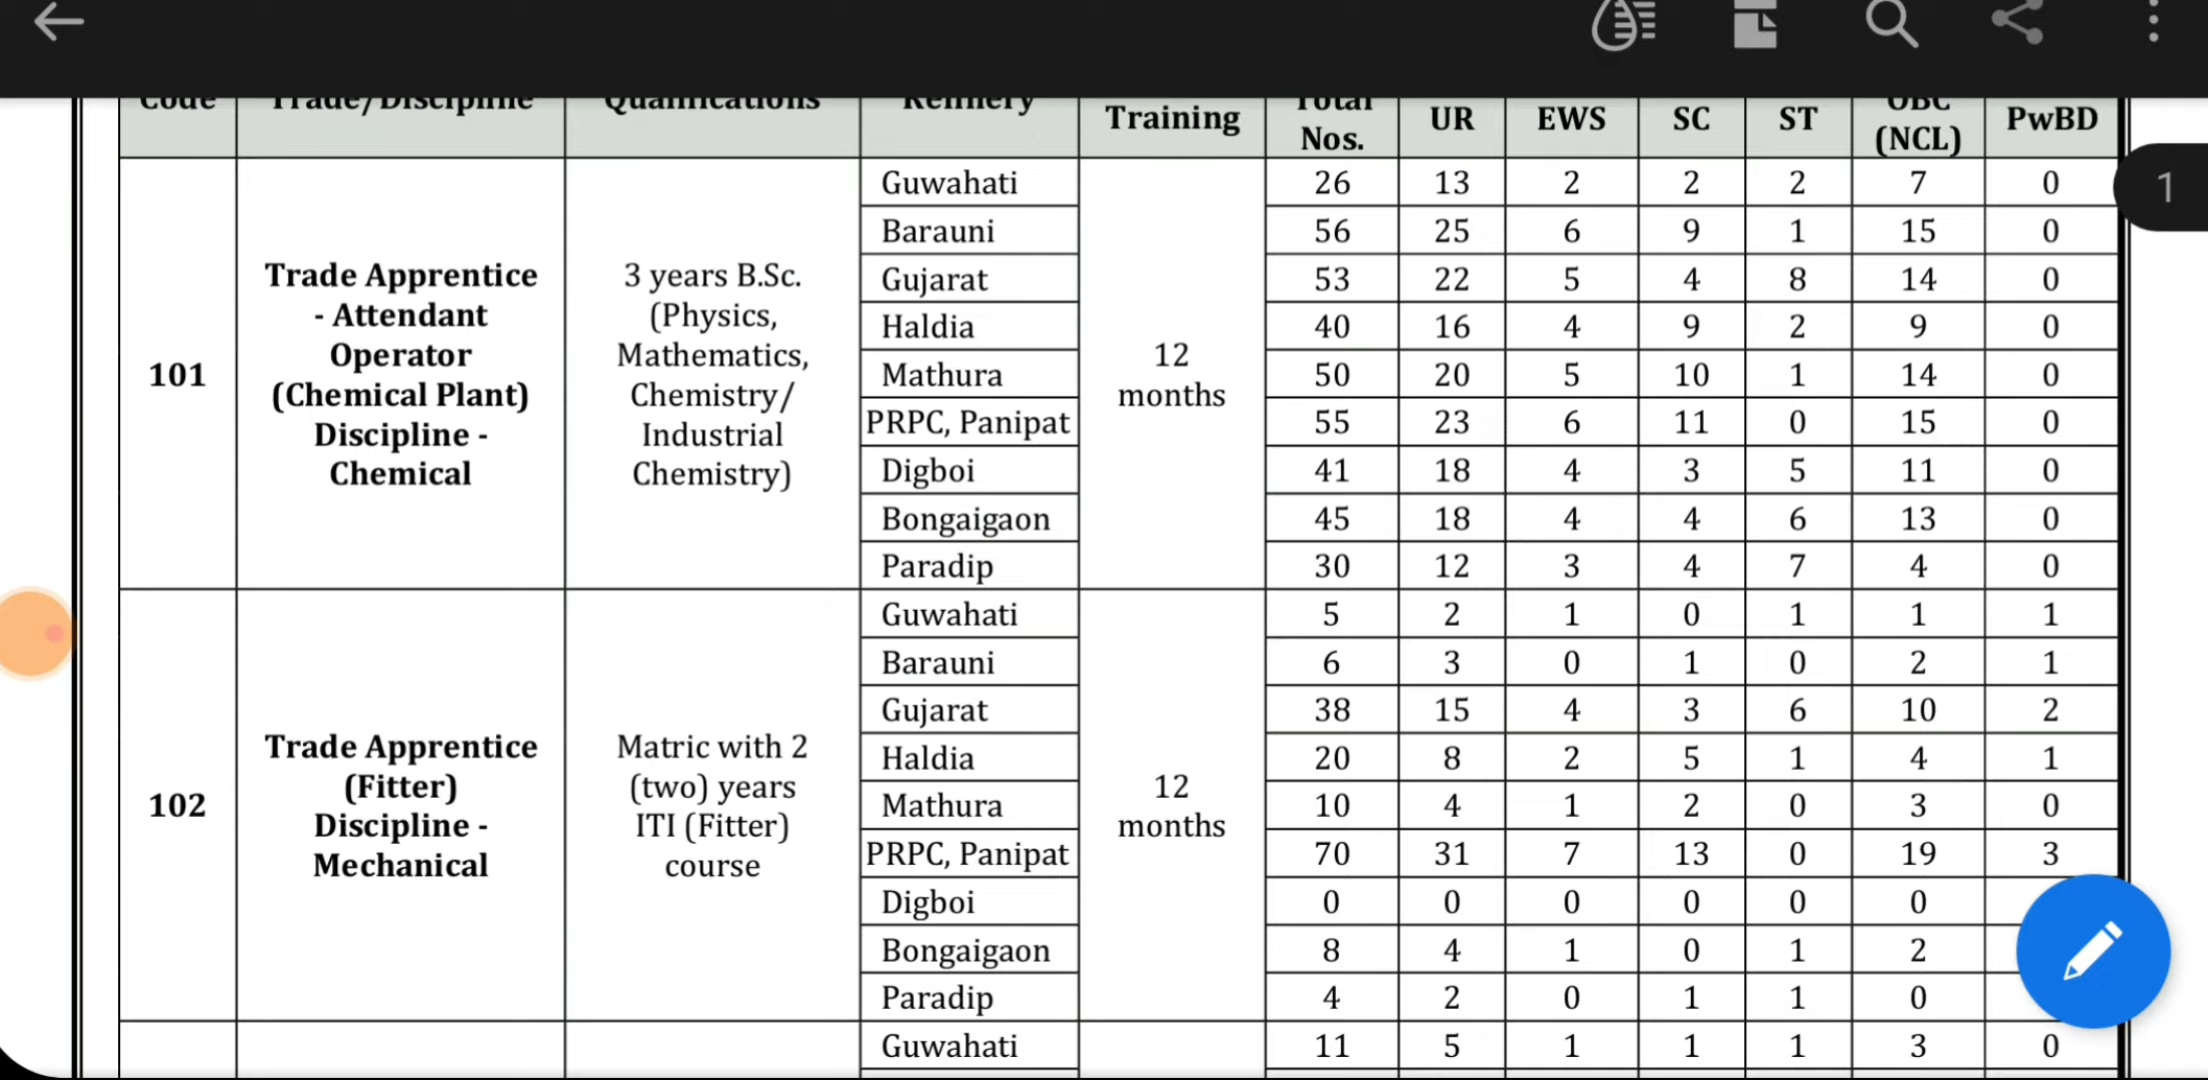 Code Trade/Discipline Qualifications Refinery Training Total Nos. UR EWS SC ST OBC (NCL) PwBD
1
101
Trade Apprentice
- Attendant
Operator
(Chemical Plant)
Discipline -
Chemical
3 years B.Sc.
(Physics,
Mathematics,
Chemistry/
Industrial
Chemistry)
12
months
Guwahati 26 13 2 2 2 7 0
Barauni 56 25 6 9 1 15 0
Gujarat 53 22 5 4 8 14 0
Haldia 40 16 4 9 2 9 0
Mathura 50 20 5 10 1 14 0
PRPC, Panipat 55 23 6 11 0 15 0
Digboi 41 18 4 3 5 11 0
Bongaigaon 45 18 4 4 6 13 0
Paradip 30 12 3 4 7 4 0
102
Trade Apprentice
(Fitter)
Discipline -
Mechanical
Matric with 2
(two) years
ITI (Fitter)
course
12
months
Guwahati 5 2 1 0 1 1 1
Barauni 6 3 0 1 0 2 1
Gujarat 38 15 4 3 6 10 2
Haldia 20 8 2 5 1 4 1
Mathura 10 4 1 2 0 3 0
PRPC, Panipat 70 31 7 13 0 19 3
Digboi 0 0 0 0 0 0
Bongaigaon 8 4 1 0 1 2
Paradip 4 2 0 1 1 0
Guwahati 11 5 1 1 1 3 0